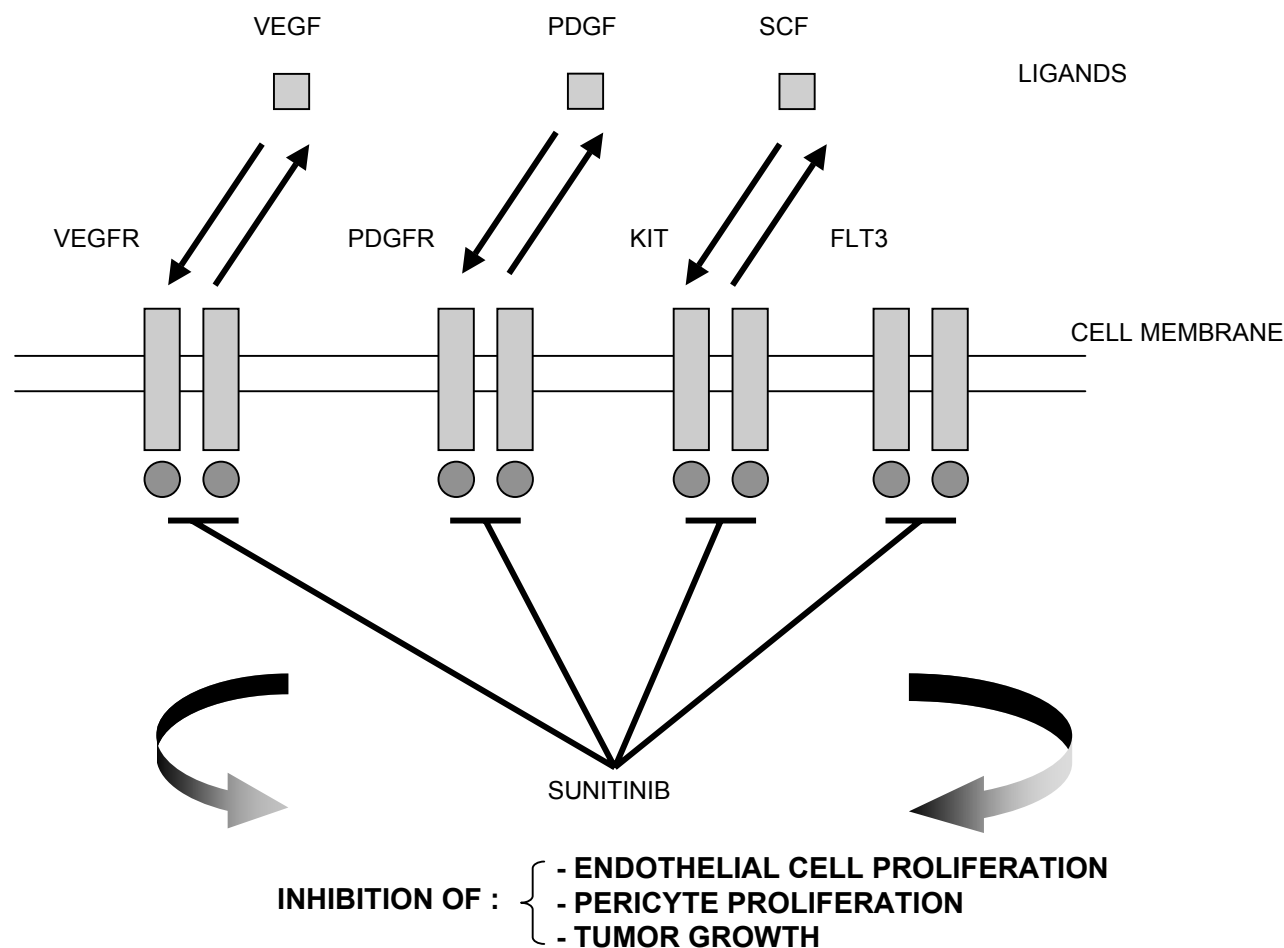 VEGF PDGF SCF
LIGANDS
VEGFR PDGFR KIT FLT3
CELL MEMBRANE
SUNITINIB
INHIBITION OF :
- ENDOTHELIAL CELL PROLIFERATION
- PERICYTE PROLIFERATION
- TUMOR GROWTH